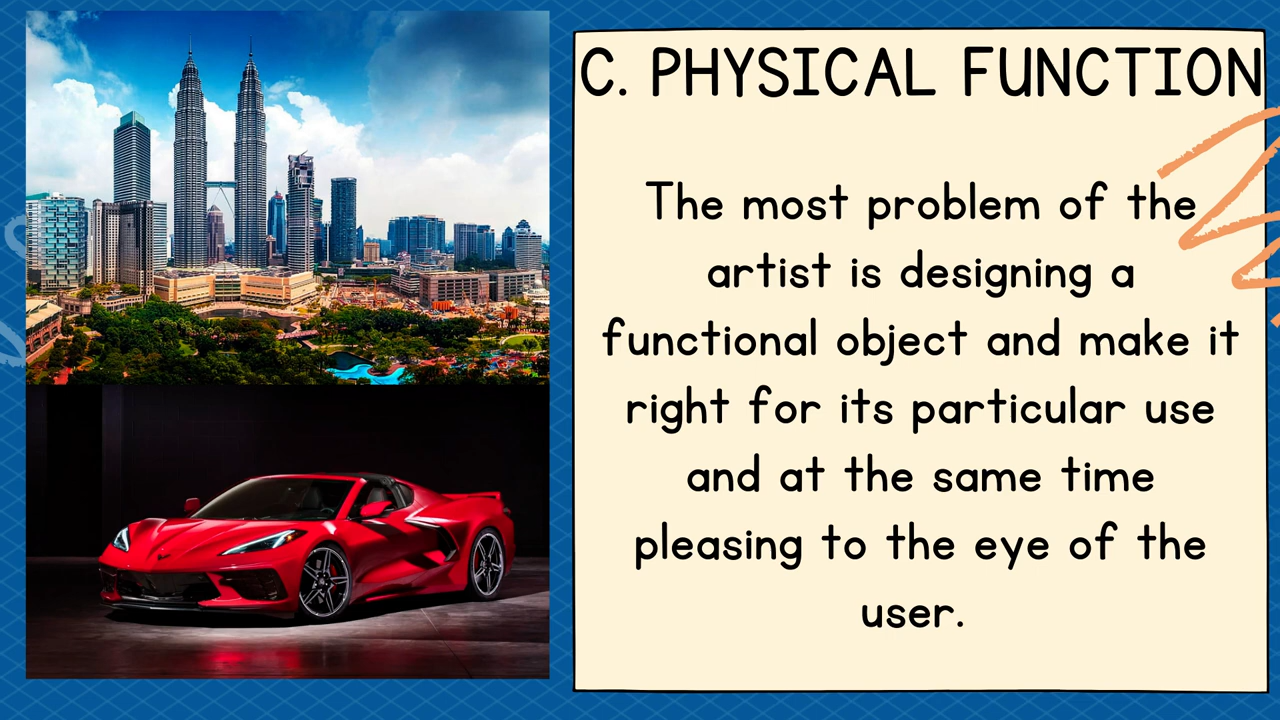 C. PHYSICAL FUNCTION
The most problem of the
artist is designing a
functional object and make it
right for its particular use
and at the same time
pleasing to the eye of the
user.